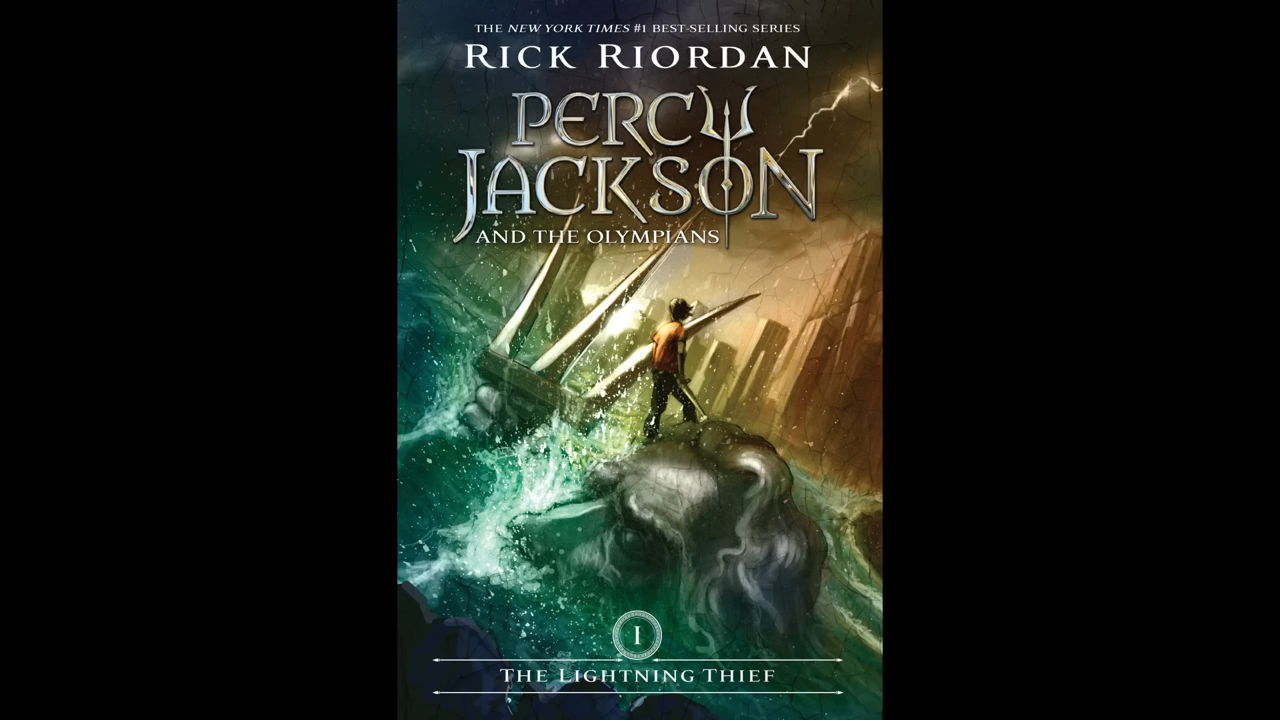 THE NEW YORK TIMES #1 BEST-SELLING SERIES
RICK RIORDAN
PERCY
JACKSON
AND THE OLYMPIANS
I
THE LIGHTNING THIEF